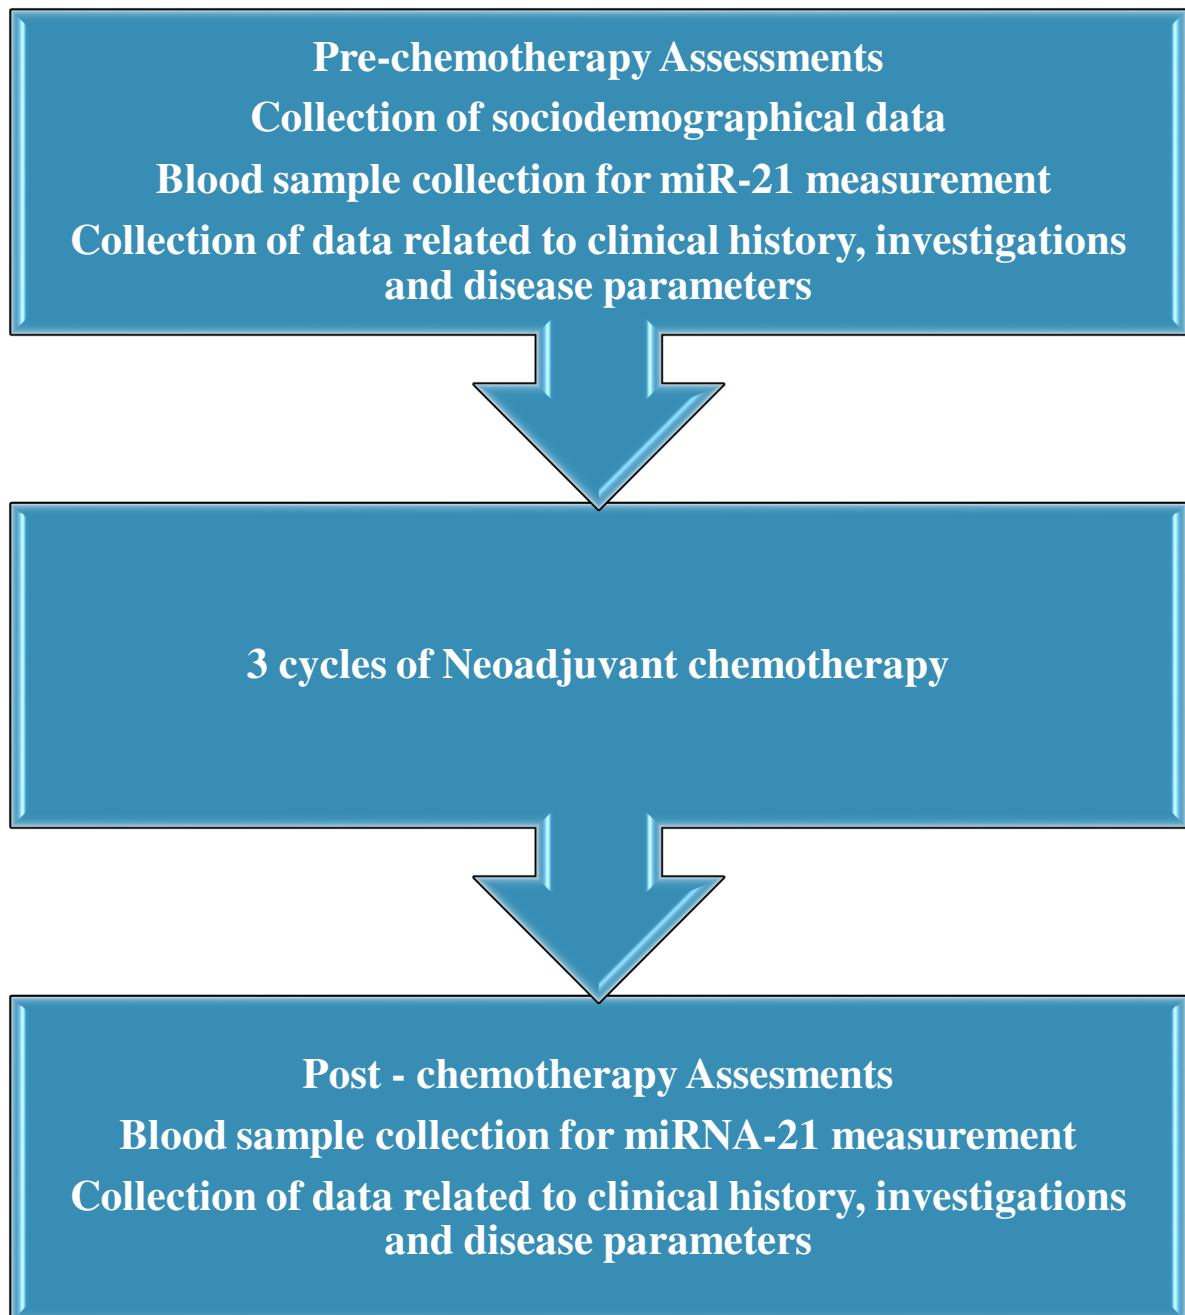 Pre-chemotherapy Assessments
Collection of sociodemographical data
Blood sample collection for miR-21 measurement
Collection of data related to clinical history, investigations
and disease parameters
3 cycles of Neoadjuvant chemotherapy
Post - chemotherapy Assesments
Blood sample collection for miRNA-21 measurement
Collection of data related to clinical history, investigations
and disease parameters